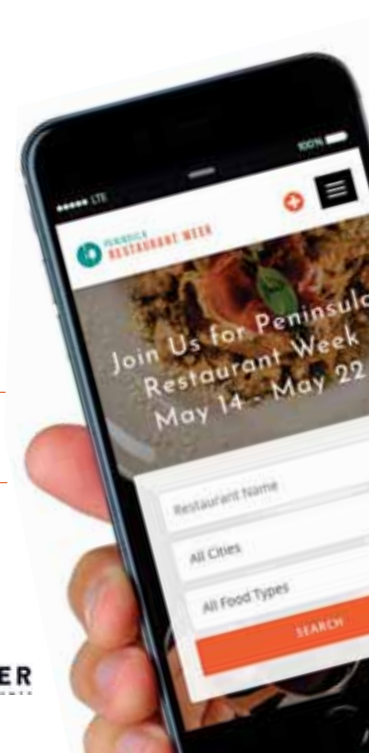 LTE
100%
PENINSULA
RESTAURANT WEEK
Join Us for Peninsula
Restaurant Week
May 14 - May 22
Restaurant Name
All Cities
All Food Types
SEARCH
ER